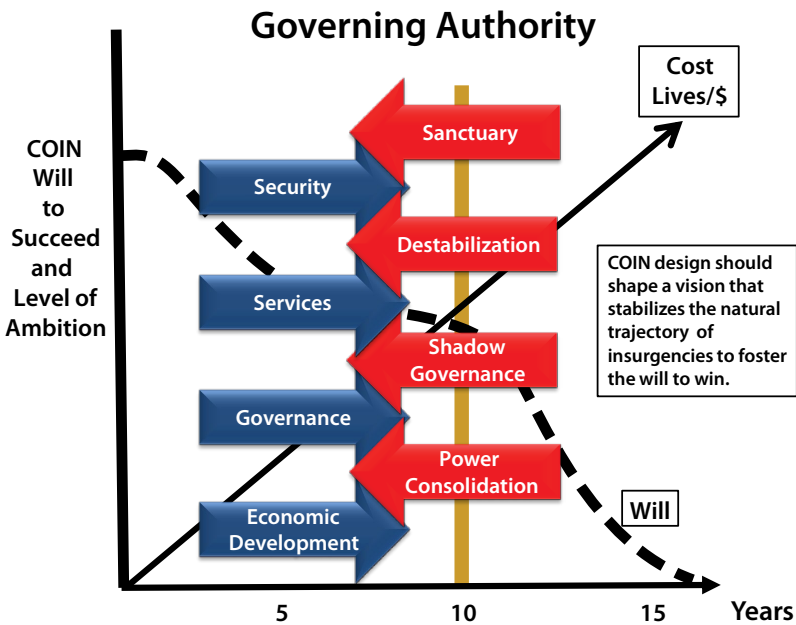 Governing Authority
Cost
Lives/$
COIN
Will
to
Succeed
and
Level of
Ambition
Sanctuary
Security
Destabilization
Services
Shadow
Governance
Governance
Power
Consolidation
Economic
Development
COIN design should
shape a vision that
stabilizes the natural
trajectory of
insurgencies to foster
the will to win.
Will
5
10
15
Years